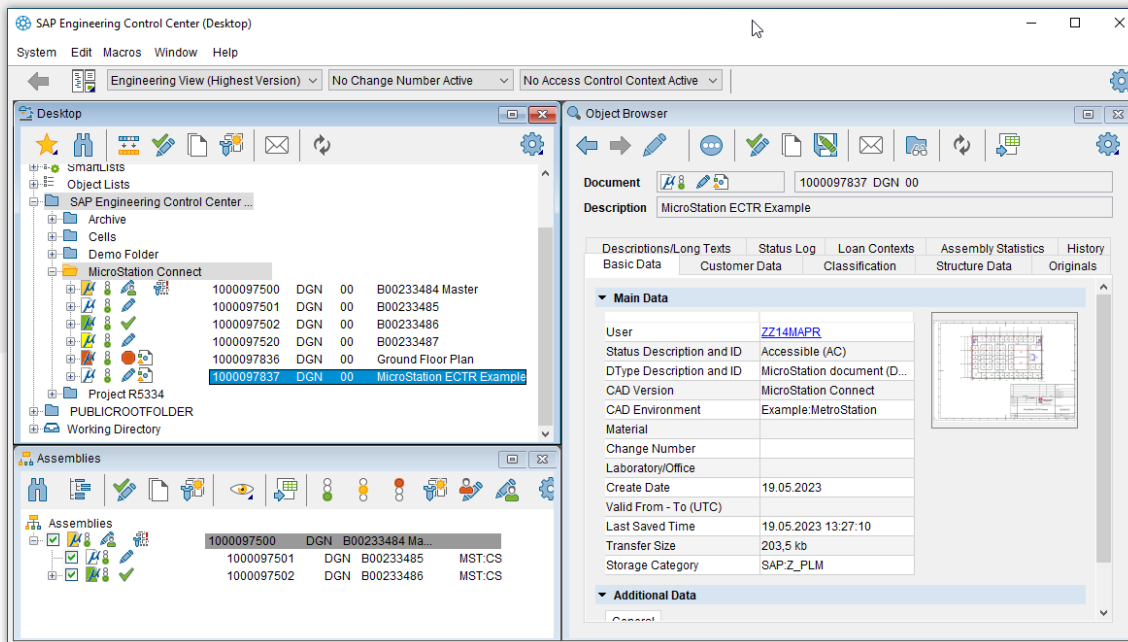 SAP Engineering Control Center (Desktop)
System Edit Macros Window Help
Engineering View (Highest Version) No Change Number Active No Access Control Context Active
Desktop
SmartLists
Object Lists
SAP Engineering Control Center ...
Archive
Cells
Demo Folder
MicroStation Connect
1000097500 DGN 00 B00233484 Master
1000097501 DGN 00 B00233485
1000097502 DGN 00 B00233486
1000097520 DGN 00 B00233487
1000097836 DGN 00 Ground Floor Plan
1000097837 DGN 00 MicroStation ECTR Example
Project R5334
PUBLICROOTFOLDER
Working Directory
Assemblies
Assemblies
1000097500 DGN B00233484 Ma...
1000097501 DGN B00233485 MST:CS
1000097502 DGN B00233486 MST:CS
Object Browser
Document 1000097837 DGN 00
Description MicroStation ECTR Example
Descriptions/Long Texts Status Log Loan Contexts Assembly Statistics History
Basic Data Customer Data Classification Structure Data Originals
Main Data
User ZZ14MAPR
Status Description and ID Accessible (AC)
DType Description and ID MicroStation document (D...
CAD Version MicroStation Connect
CAD Environment Example:MetroStation
Material
Change Number
Laboratory/Office
Create Date 19.05.2023
Valid From - To (UTC)
Last Saved Time 19.05.2023 13:27:10
Transfer Size 203,5 kb
Storage Category SAP:Z_PLM
Additional Data
General